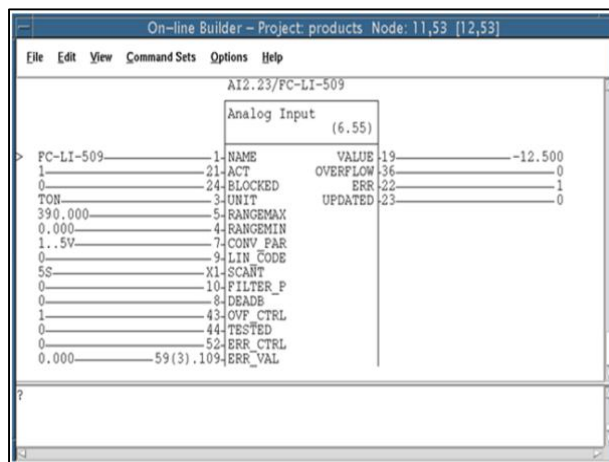 On-line Builder - Project: products Node: 11,53 [12,53]
File Edit View Command Sets Options Help
AI2.23/FC-LI-509
Analog Input
(6.55)
> FC-LI-509 1 NAME VALUE 19 -12.500
1 21 ACT OVERFLOW 36 0
0 24 BLOCKED ERR 22 1
TON 3 UNIT UPDATED 23 0
390.000 5 RANGEMAX
0.000 4 RANGEMIN
1..5V 7 CONV_PAR
0 9 LIN_CODE
5S X1 SCANT
0 10 FILTER_P
0 8 DEADB
1 43 OVF_CTRL
0 44 TESTED
0 52 ERR_CTRL
0.000 59(3).109 ERR_VAL
?